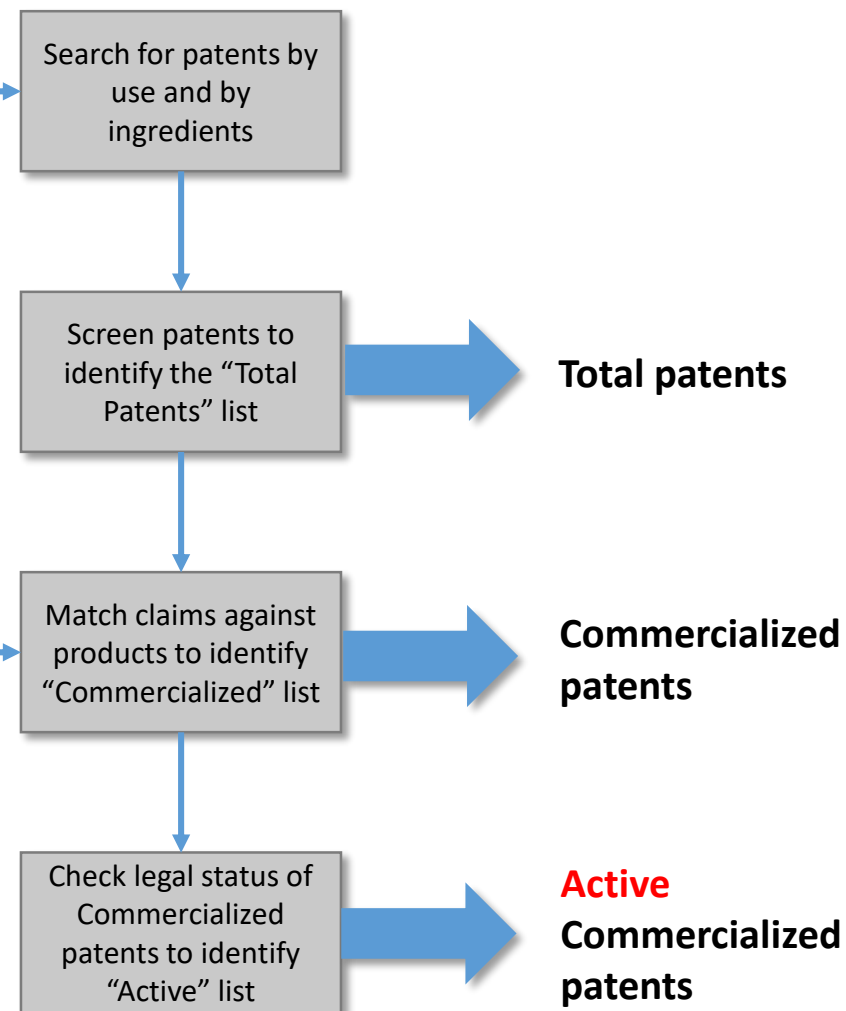 Search for patents by
use and by
ingredients
Screen patents to
identify the “Total
Patents” list
Total patents
Match claims against
products to identify
“Commercialized” list
Commercialized
patents
Check legal status of
Commercialized
patents to identify
“Active” list
Active
Commercialized
patents